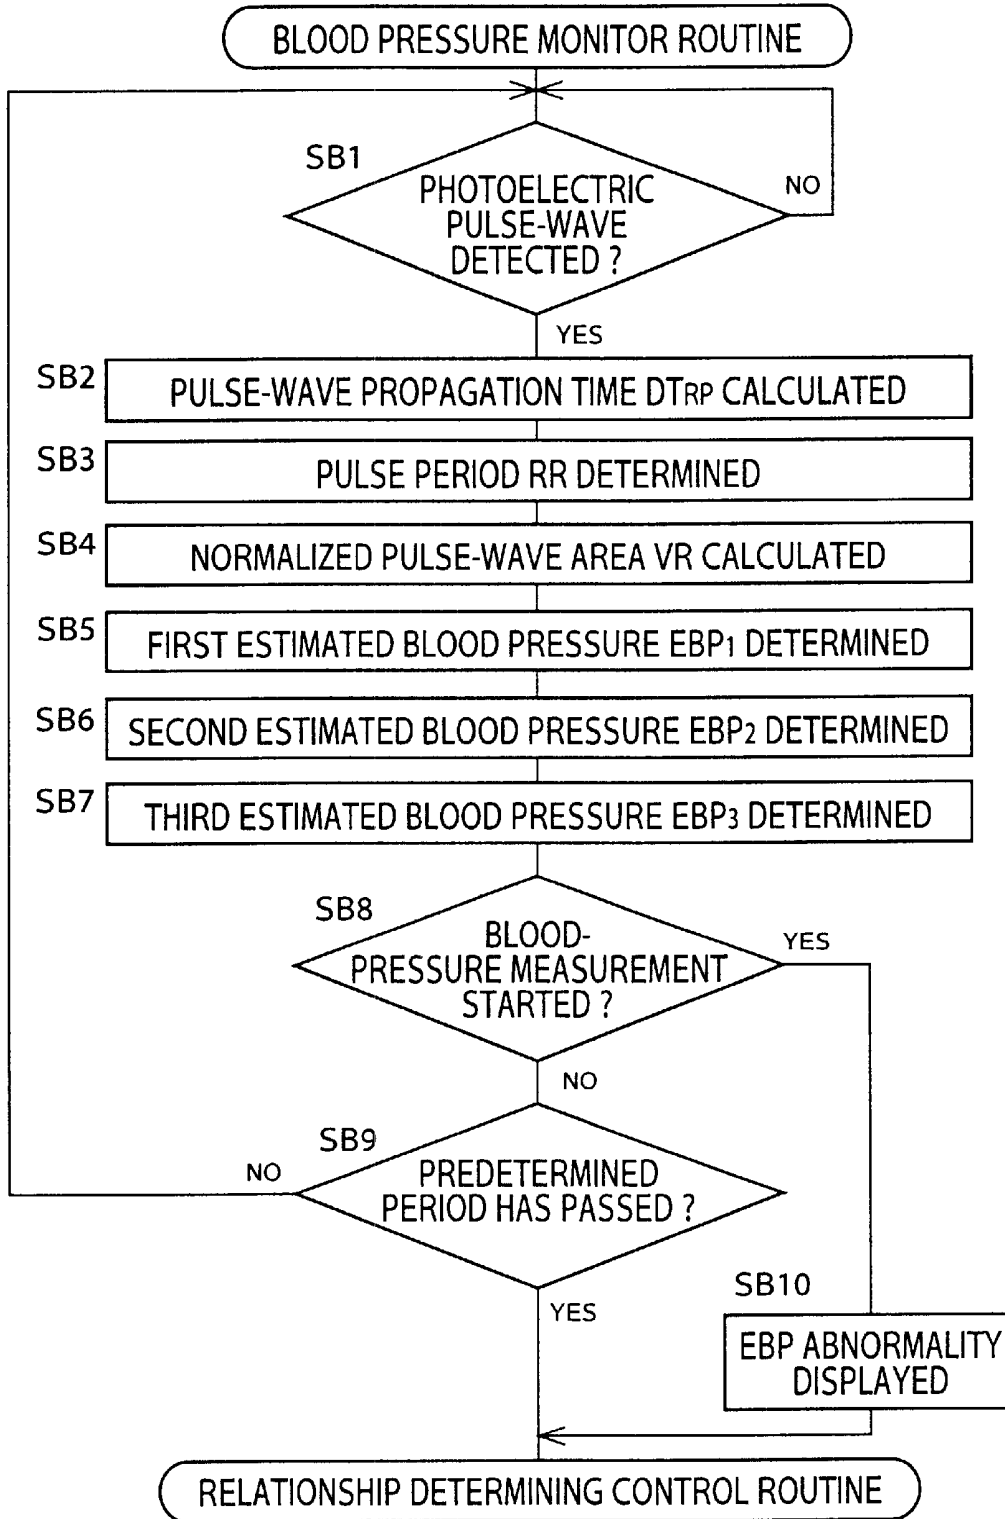 BLOOD PRESSURE MONITOR ROUTINE
SB1
PHOTOELECTRIC
PULSE-WAVE
DETECTED ?
NO
YES
SB2
PULSE-WAVE PROPAGATION TIME DTRP CALCULATED
SB3
PULSE PERIOD RR DETERMINED
SB4
NORMALIZED PULSE-WAVE AREA VR CALCULATED
SB5
FIRST ESTIMATED BLOOD PRESSURE EBP1 DETERMINED
SB6
SECOND ESTIMATED BLOOD PRESSURE EBP2 DETERMINED
SB7
THIRD ESTIMATED BLOOD PRESSURE EBP3 DETERMINED
SB8
BLOOD-
PRESSURE MEASUREMENT
STARTED ?
YES
NO
SB9
PREDETERMINED
PERIOD HAS PASSED ?
NO
YES
SB10
EBP ABNORMALITY
DISPLAYED
RELATIONSHIP DETERMINING CONTROL ROUTINE